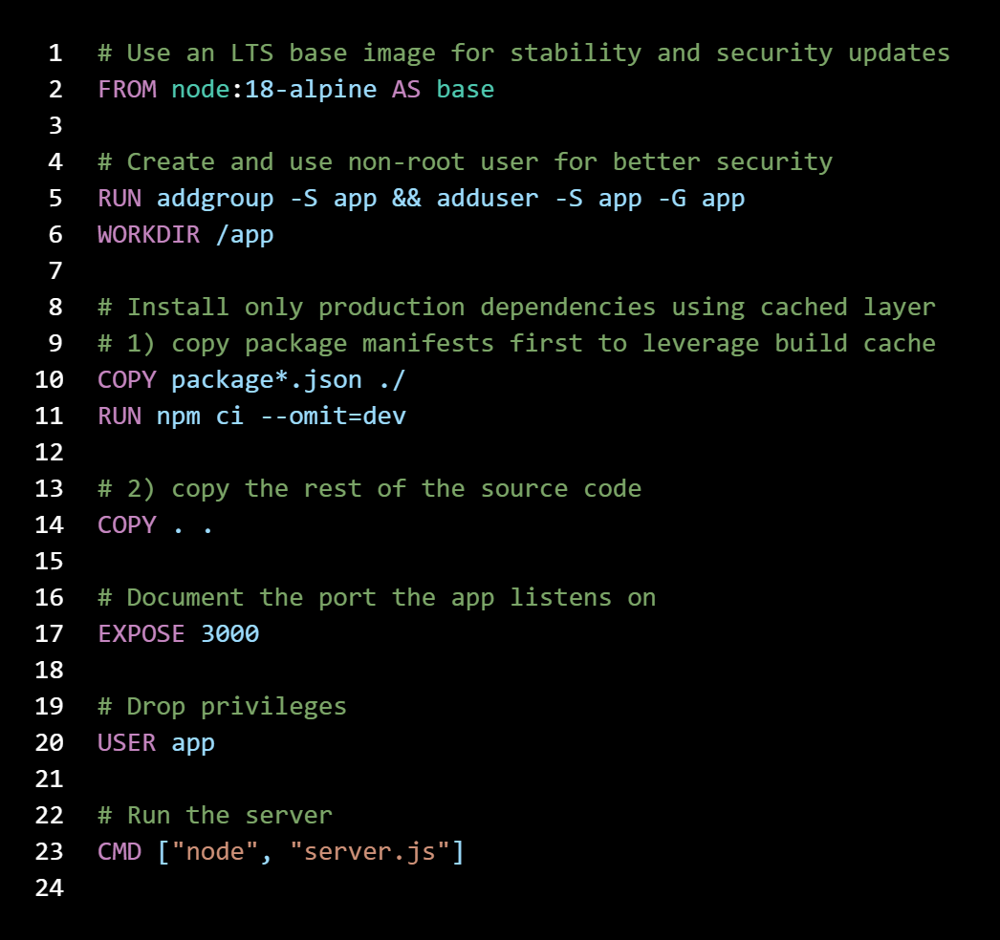 1 # Use an LTS base image for stability and security updates
2 FROM node:18-alpine AS base
3
4 # Create and use non-root user for better security
5 RUN addgroup -S app && adduser -S app -G app
6 WORKDIR /app
7
8 # Install only production dependencies using cached layer
9 # 1) copy package manifests first to leverage build cache
10 COPY package*.json ./
11 RUN npm ci --omit=dev
12
13 # 2) copy the rest of the source code
14 COPY . .
15
16 # Document the port the app listens on
17 EXPOSE 3000
18
19 # Drop privileges
20 USER app
21
22 # Run the server
23 CMD ["node", "server.js"]
24